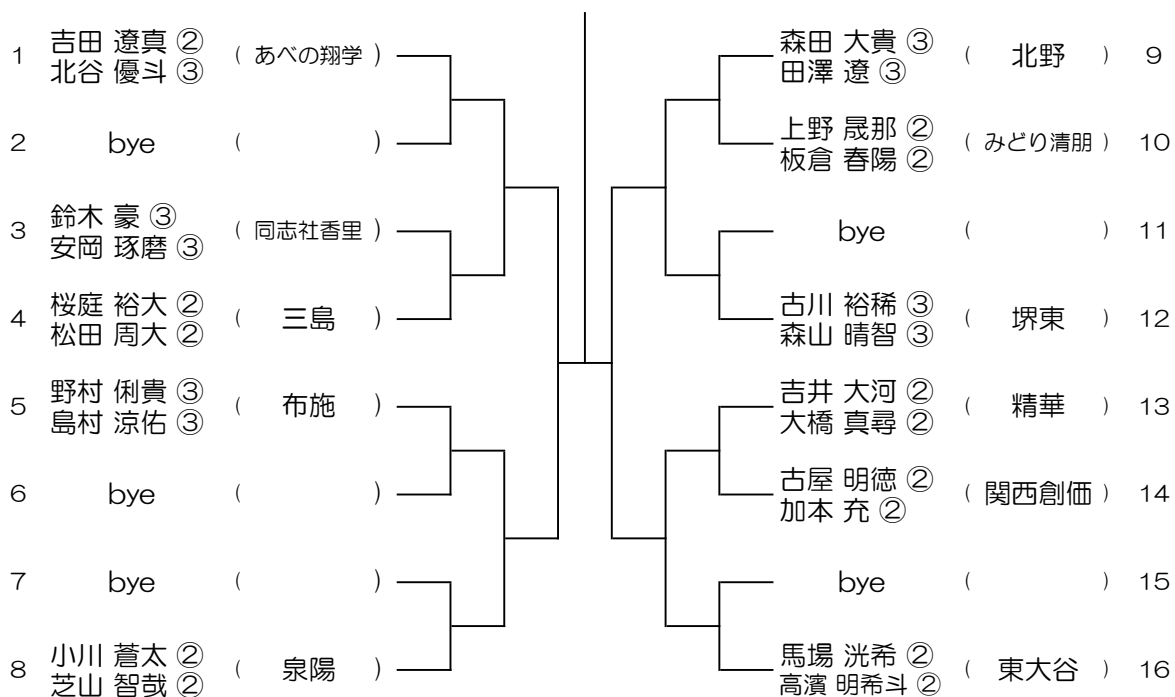 1 吉田 遼真 ② ( あべの翔学 )
北谷 優斗 ③
2 bye ( )
3 鈴木 豪 ③ ( 同志社香里 )
安岡 琢磨 ③
4 桜庭 裕大 ② ( 三島 )
松田 周大 ②
5 野村 俐貴 ③ ( 布施 )
島村 涼佑 ③
6 bye ( )
7 bye ( )
8 小川 蒼太 ② ( 泉陽 )
芝山 智哉 ②
森田 大貴 ③ ( 北野 ) 9
田澤 遼 ③
上野 晟那 ② ( みどり清朋 ) 10
板倉 春陽 ②
bye ( ) 11
古川 裕稀 ③ ( 堺東 ) 12
森山 晴智 ③
吉井 大河 ② ( 精華 ) 13
大橋 真尋 ②
古屋 明徳 ② ( 関西創価 ) 14
加本 充 ②
bye ( ) 15
馬場 洸希 ② ( 東大谷 ) 16
高濱 明希斗 ②